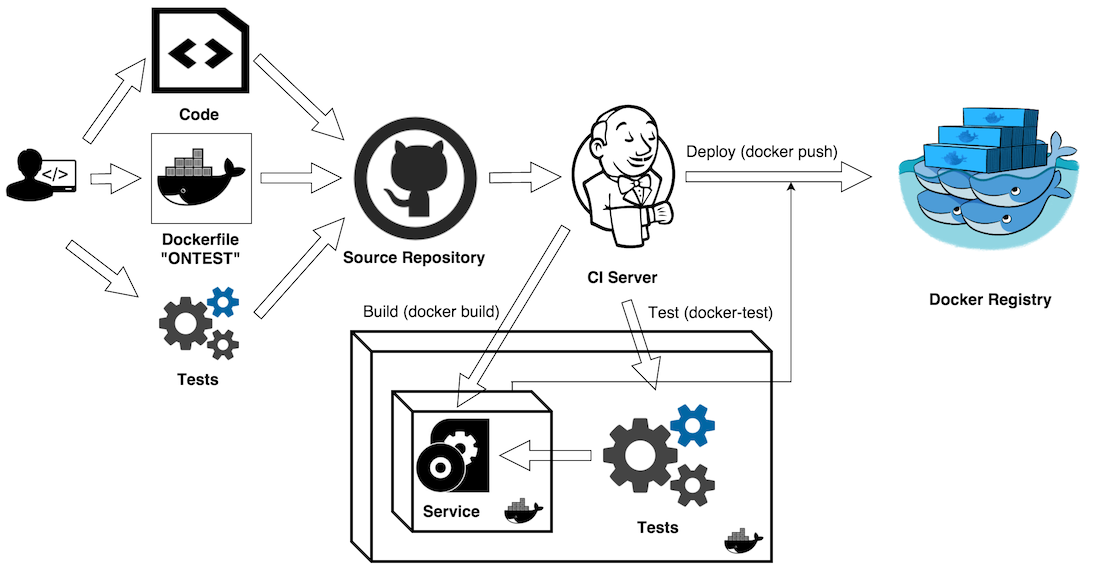 Code
</>
Dockerfile
"ONTEST"
Tests
Source Repository
CI Server
Deploy (docker push)
Docker Registry
Build (docker build)
Test (docker-test)
Service
Tests